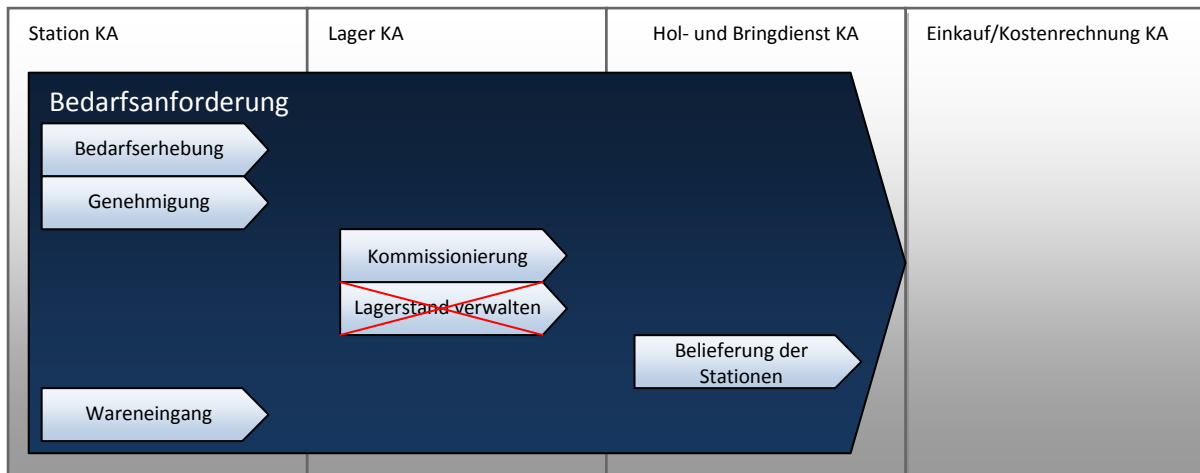 Station KA
Lager KA
Hol- und Bringdienst KA
Einkauf/Kostenrechnung KA
Bedarfsanforderung
Bedarfserhebung
Genehmigung
Kommissionierung
Lagerstand verwalten
Belieferung der
Stationen
Wareneingang